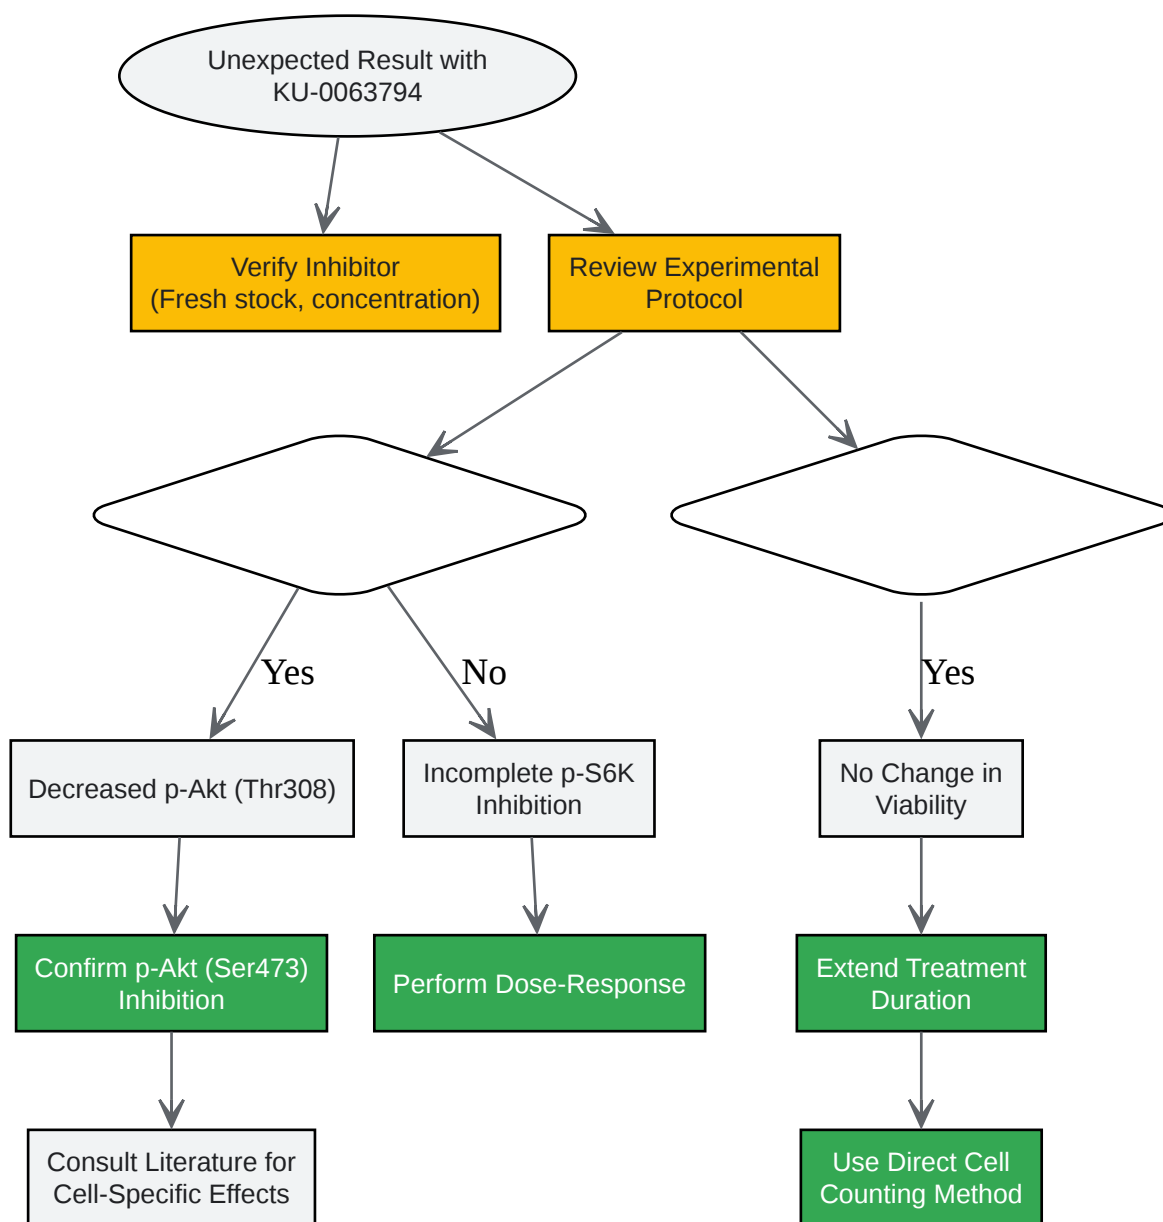 Unexpected Result with
KU-0063794
Verify Inhibitor
(Fresh stock, concentration)
Review Experimental
Protocol
Yes
No
Yes
Decreased p-Akt (Thr308)
Incomplete p-S6K
Inhibition
No Change in
Viability
Confirm p-Akt (Ser473)
Inhibition
Perform Dose-Response
Extend Treatment
Duration
Consult Literature for
Cell-Specific Effects
Use Direct Cell
Counting Method